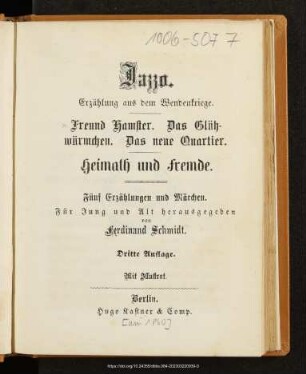 1006-507 7
Jazzo.
Erzählung aus dem Wendenkriege.
Freund Hamster. Das Glüh-
würmchen. Das neue Quartier.
Heimath und Fremde.
Fünf Erzählungen und Märchen.
Für Jung und Alt herausgegeben
von
Ferdinand Schmidt.
Dritte Auflage.
Mit Illustrat.
Berlin.
Hugo Kastner & Comp.